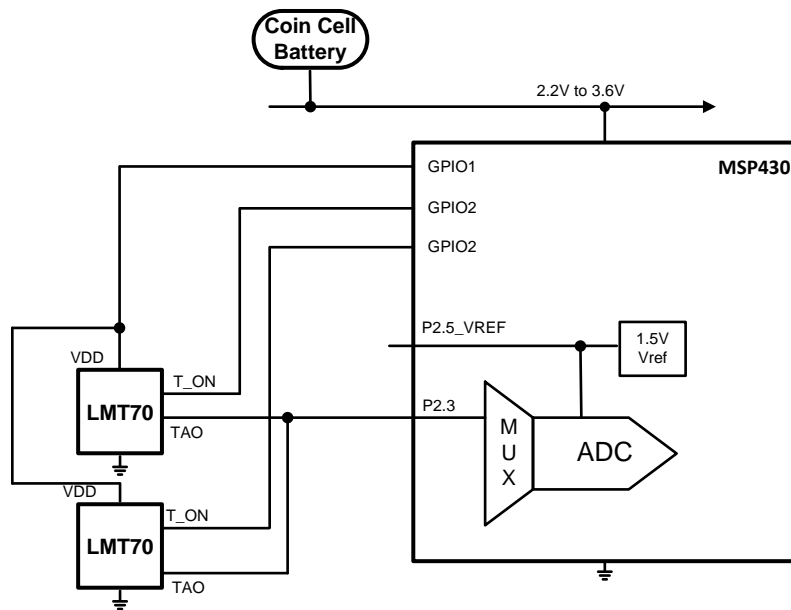 Coin Cell
Battery
2.2V to 3.6V
MSP430
GPIO1
GPIO2
GPIO2
P2.5_VREF
1.5V
Vref
VDD
T_ON
LMT70
TAO
P2.3
M
U
X
ADC
VDD
T_ON
LMT70
TAO